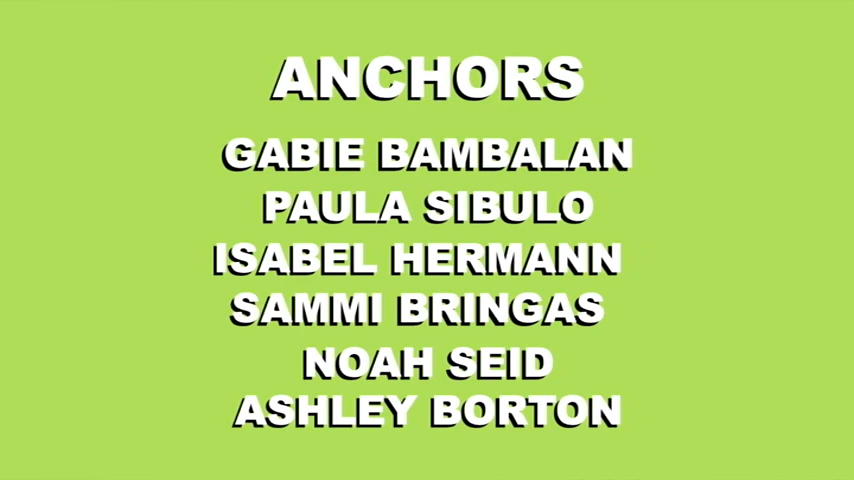 ANCHORS
GABIE BAMBALAN
PAULA SIBULO
ISABEL HERMANN
SAMMI BRINGAS
NOAH SEID
ASHLEY BORTON